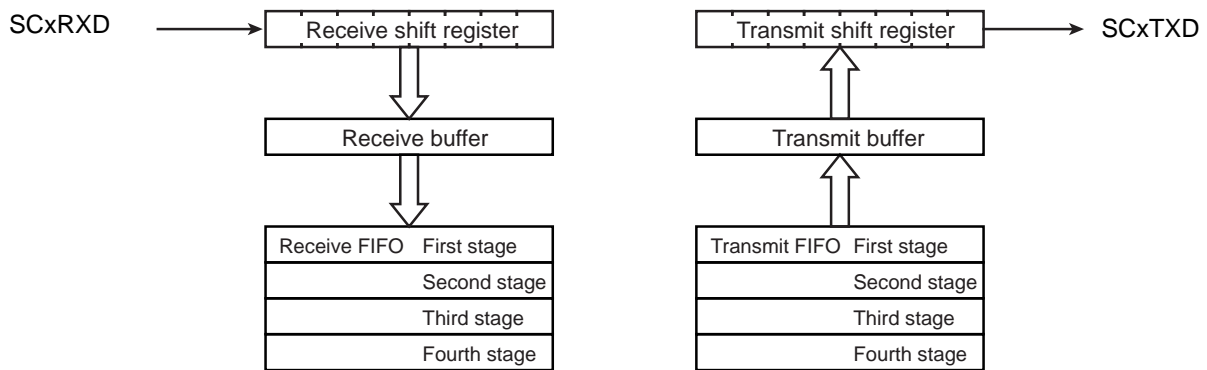 SCxRXD
Receive shift register
Receive buffer
Receive FIFO First stage
Second stage
Third stage
Fourth stage
Transmit shift register
SCxTXD
Transmit buffer
Transmit FIFO First stage
Second stage
Third stage
Fourth stage